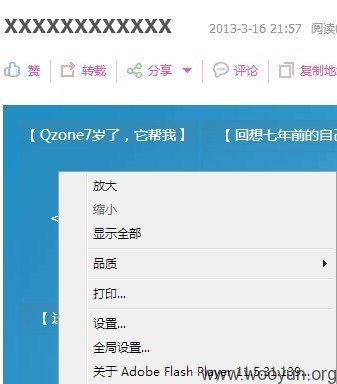 XXXXXXXXXXXX 2013-3-16 21:57 阅读(
赞 转载 分享 评论 复制地
【 Qzone7岁了，它帮我】 【 回想七年前的自己
<
放大
缩小
显示全部
品质
打印...
【 这
设置...
全局设置...
关于 Adobe Flash Player 11.5.31.139...
www.wooyun.org